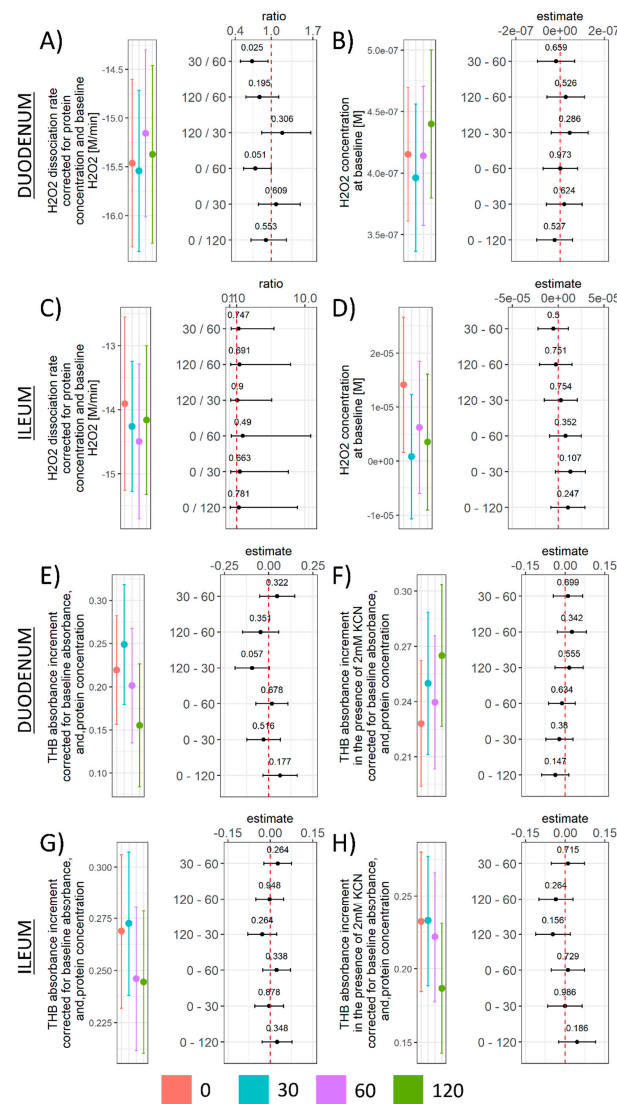 A)
DUODENUM
H2O2 dissociation rate
corrected for protein
concentration and baseline
H2O2 [M/min]
-14.5
-15.0
-15.5
-16.0
ratio
0.4 1.0 1.7
30 / 60
0.025
120 / 60
0.195
120 / 30
0.306
0 / 60
0.051
0 / 30
0.609
0 / 120
0.553
B)
H2O2 concentration
at baseline [M]
5.0e-07
4.5e-07
4.0e-07
3.5e-07
estimate
-2e-07 0e+00 2e-07
30 - 60
0.659
120 - 60
0.526
120 - 30
0.286
0 - 60
0.973
0 - 30
0.624
0 - 120
0.527
C)
ILEUM
H2O2 dissociation rate
corrected for protein
concentration and baseline
H2O2 [M/min]
-13
-14
-15
ratio
10.0
30 / 60
0.747
120 / 60
0.691
120 / 30
0.9
0 / 60
0.49
0 / 30
0.663
0 / 120
0.781
D)
H2O2 concentration
at baseline [M]
2e-05
1e-05
0e+00
-1e-05
estimate
-5e-05 0e+00 5e-05
30 - 60
0.5
120 - 60
0.751
120 - 30
0.754
0 - 60
0.352
0 - 30
0.107
0 - 120
0.247
E)
DUODENUM
THB absorbance increment
corrected for baseline absorbance,
and,protein concentration
0.30
0.25
0.20
0.15
0.10
estimate
-0.25 0.00 0.25
30 - 60
0.322
120 - 60
0.351
120 - 30
0.057
0 - 60
0.678
0 - 30
0.516
0 - 120
0.177
F)
THB absorbance increment
in the presence of 2mM KCN
corrected for baseline absorbance,
and,protein concentration
0.30
0.27
0.24
0.21
estimate
-0.15 0.00 0.15
30 - 60
0.699
120 - 60
0.342
120 - 30
0.555
0 - 60
0.634
0 - 30
0.38
0 - 120
0.147
G)
ILEUM
THB absorbance increment
corrected for baseline absorbance,
and,protein concentration
0.300
0.275
0.250
0.225
estimate
-0.15 0.00 0.15
30 - 60
0.264
120 - 60
0.948
120 - 30
0.264
0 - 60
0.338
0 - 30
0.878
0 - 120
0.348
H)
THB absorbance increment
in the presence of 2mM KCN
corrected for baseline absorbance,
and,protein concentration
0.25
0.20
0.15
estimate
-0.15 0.00 0.15
30 - 60
0.715
120 - 60
0.264
120 - 30
0.156
0 - 60
0.729
0 - 30
0.986
0 - 120
0.186
0 30 60 120